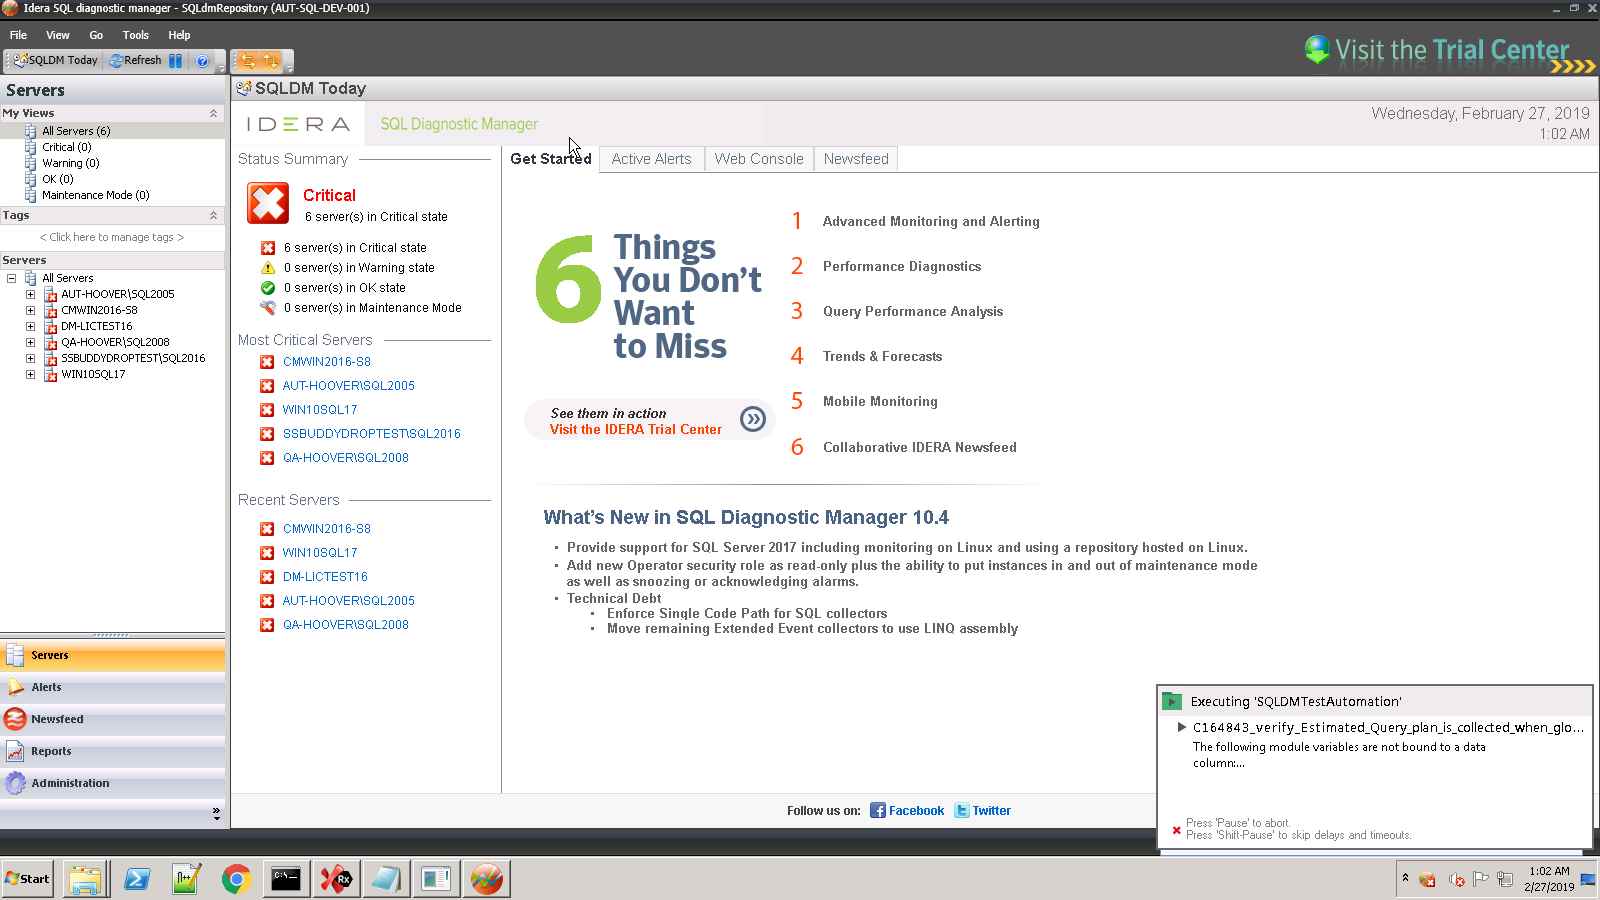 Idera SQL diagnostic manager - SQLdmRepository (AUT-SQL-DEV-001)
File View Go Tools Help
SQLDM Today Refresh
Visit the Trial Center
Servers
My Views
All Servers (6)
Critical (0)
Warning (0)
OK (0)
Maintenance Mode (0)
Tags
< Click here to manage tags >
Servers
All Servers
AUT-HOOVER\SQL2005
CMWIN2016-S8
DM-LICTEST16
QA-HOOVER\SQL2008
SSBUDDYDROPTEST\SQL2016
WIN10SQL17
Servers
Alerts
Newsfeed
Reports
Administration
SQLDM Today
IDERA SQL Diagnostic Manager
Wednesday, February 27, 2019
1:02 AM
Status Summary
Critical
6 server(s) in Critical state
6 server(s) in Critical state
0 server(s) in Warning state
0 server(s) in OK state
0 server(s) in Maintenance Mode
Most Critical Servers
CMWIN2016-S8
AUT-HOOVER\SQL2005
WIN10SQL17
SSBUDDYDROPTEST\SQL2016
QA-HOOVER\SQL2008
Recent Servers
CMWIN2016-S8
WIN10SQL17
DM-LICTEST16
AUT-HOOVER\SQL2005
QA-HOOVER\SQL2008
Get Started Active Alerts Web Console Newsfeed
6 Things
You Don't
Want
to Miss
See them in action
Visit the IDERA Trial Center
1 Advanced Monitoring and Alerting
2 Performance Diagnostics
3 Query Performance Analysis
4 Trends & Forecasts
5 Mobile Monitoring
6 Collaborative IDERA Newsfeed
What's New in SQL Diagnostic Manager 10.4
• Provide support for SQL Server 2017 including monitoring on Linux and using a repository hosted on Linux.
• Add new Operator security role as read-only plus the ability to put instances in and out of maintenance mode
as well as snoozing or acknowledging alarms.
• Technical Debt
• Enforce Single Code Path for SQL collectors
• Move remaining Extended Event collectors to use LINQ assembly
Follow us on: Facebook Twitter
Executing 'SQLDMTestAutomation'
C164843_verify_Estimated_Query_plan_is_collected_when_glo...
The following module variables are not bound to a data
column:...
Press 'Pause' to abort.
Press 'Shift-Pause' to skip delays and timeouts.
Start
C:\
Rx
1:02 AM
2/27/2019